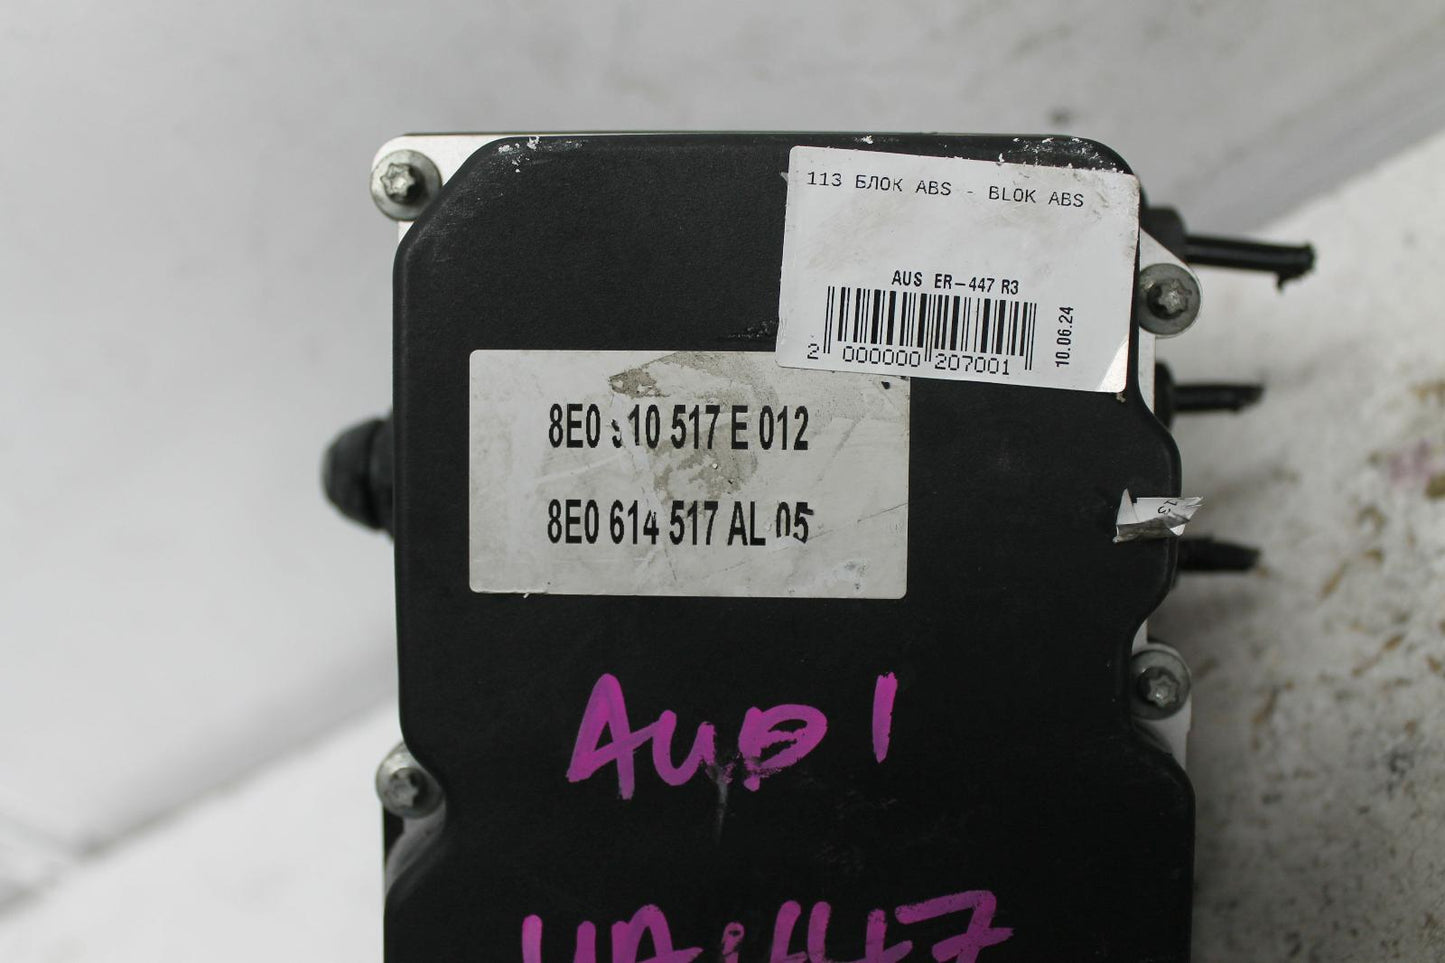 113 БЛОК ABS - BLOK ABS
AUS ER-447 R3
2 000000 207001
10.06.24
8E0 910 517 E 012
8E0 614 517 AL 05
AUDI